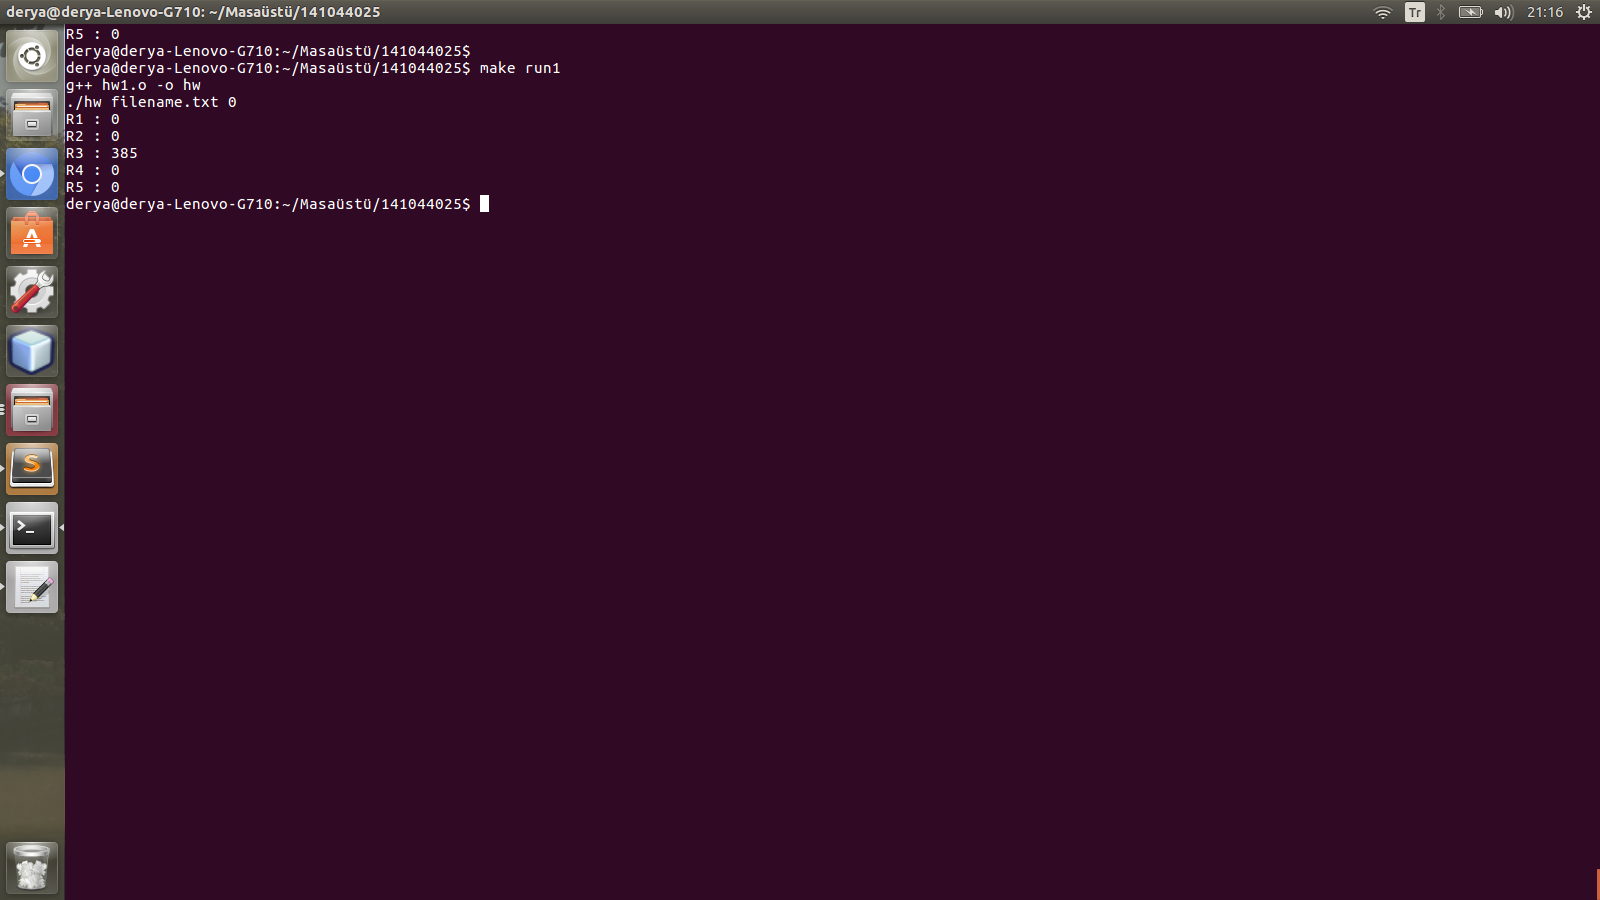 derya@derya-Lenovo-G710: ~/Masaüstü/141044025
Tr
21:16
R5 : 0
derya@derya-Lenovo-G710:~/Masaüstü/141044025$
derya@derya-Lenovo-G710:~/Masaüstü/141044025$ make run1
g++ hw1.o -o hw
./hw filename.txt 0
R1 : 0
R2 : 0
R3 : 385
R4 : 0
R5 : 0
derya@derya-Lenovo-G710:~/Masaüstü/141044025$